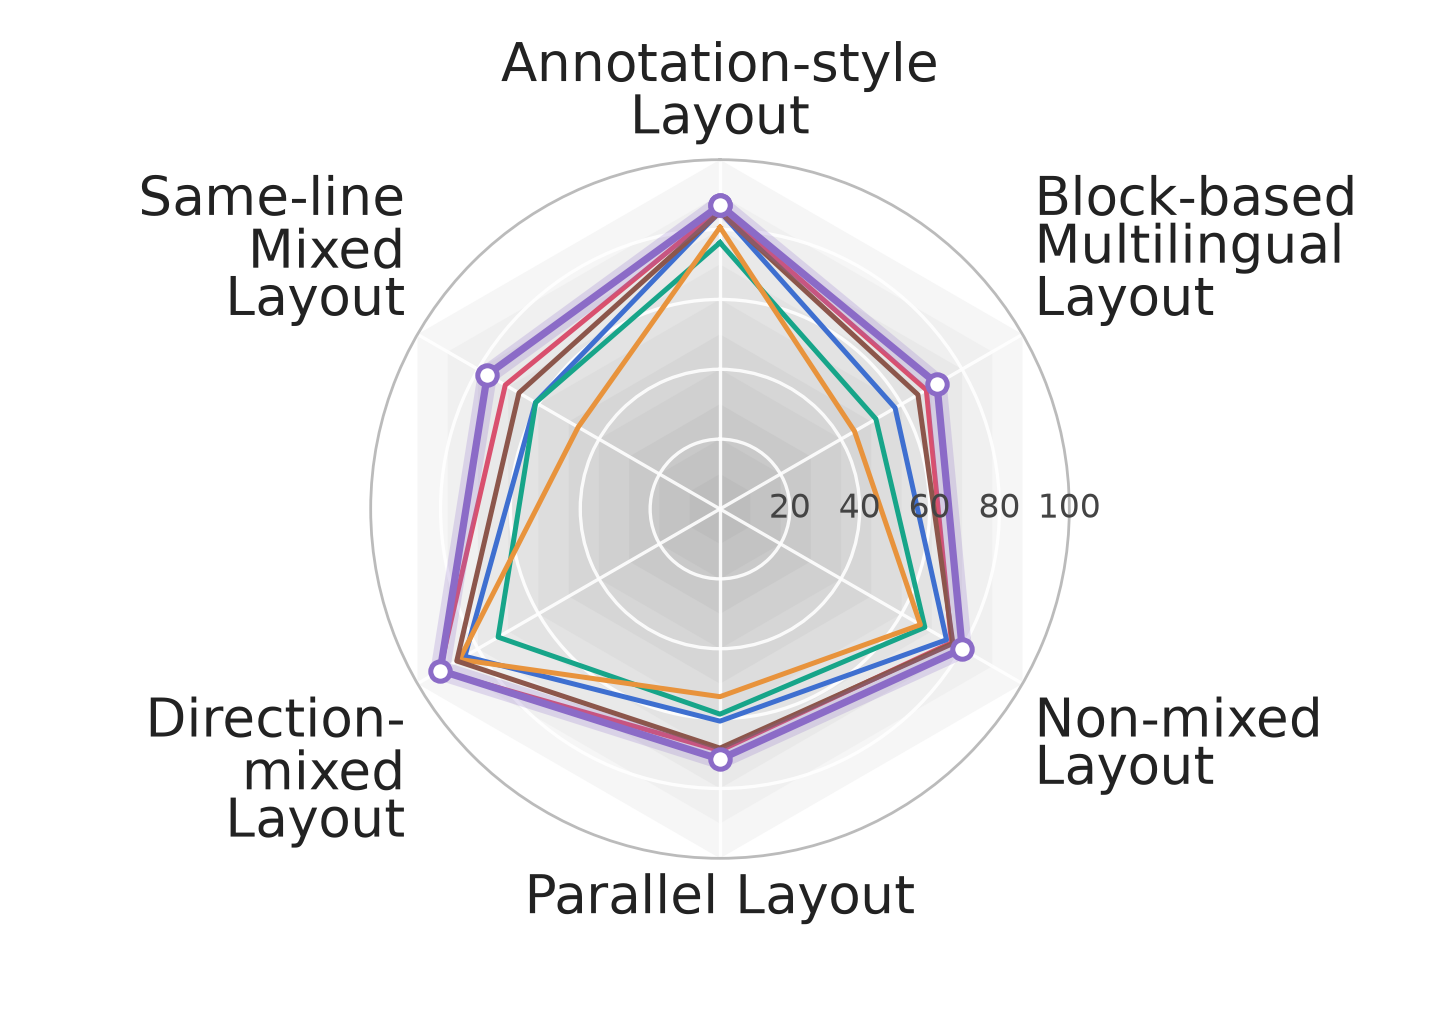 Annotation-style
Layout
Same-line
Mixed
Layout
Block-based
Multilingual
Layout
20 40 60 80 100
Direction-
mixed
Layout
Non-mixed
Layout
Parallel Layout